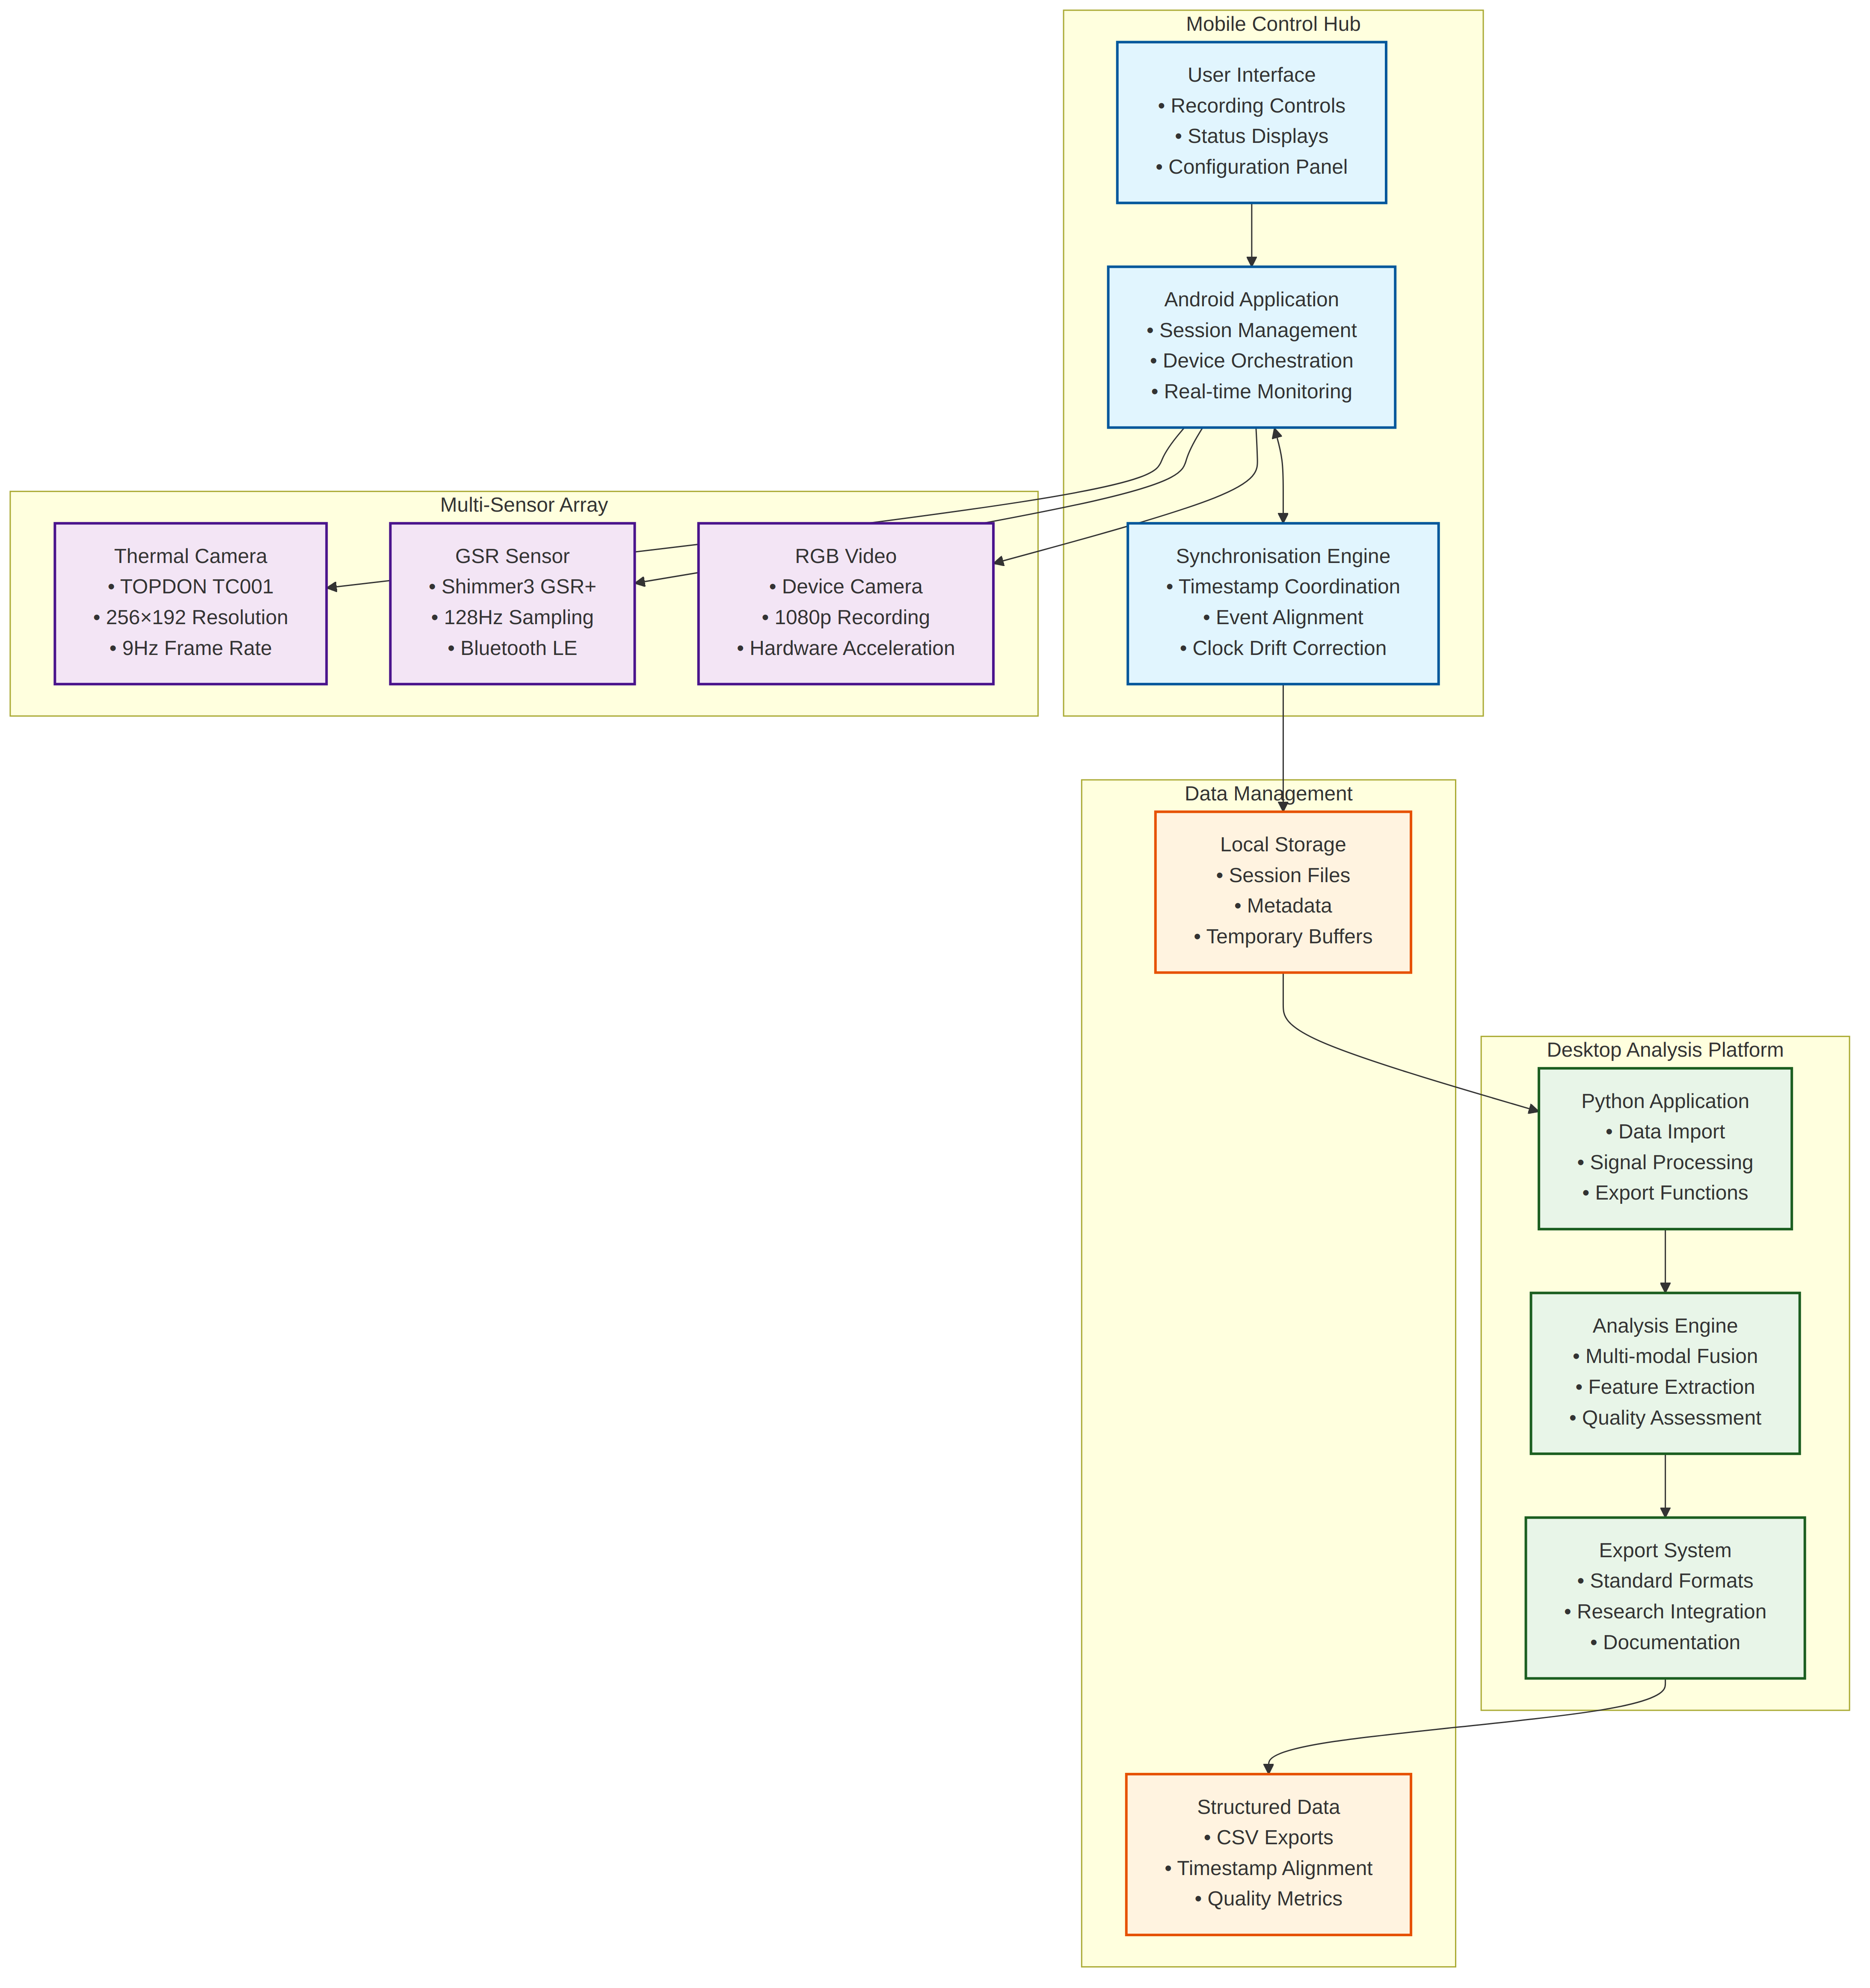 Mobile Control Hub
User Interface
• Recording Controls
• Status Displays
• Configuration Panel
Android Application
• Session Management
• Device Orchestration
• Real-time Monitoring
Multi-Sensor Array
Thermal Camera
• TOPDON TC001
• 256×192 Resolution
• 9Hz Frame Rate
GSR Sensor
• Shimmer3 GSR+
• 128Hz Sampling
• Bluetooth LE
RGB Video
• Device Camera
• 1080p Recording
• Hardware Acceleration
Synchronisation Engine
• Timestamp Coordination
• Event Alignment
• Clock Drift Correction
Data Management
Local Storage
• Session Files
• Metadata
• Temporary Buffers
Desktop Analysis Platform
Python Application
• Data Import
• Signal Processing
• Export Functions
Analysis Engine
• Multi-modal Fusion
• Feature Extraction
• Quality Assessment
Export System
• Standard Formats
• Research Integration
• Documentation
Structured Data
• CSV Exports
• Timestamp Alignment
• Quality Metrics